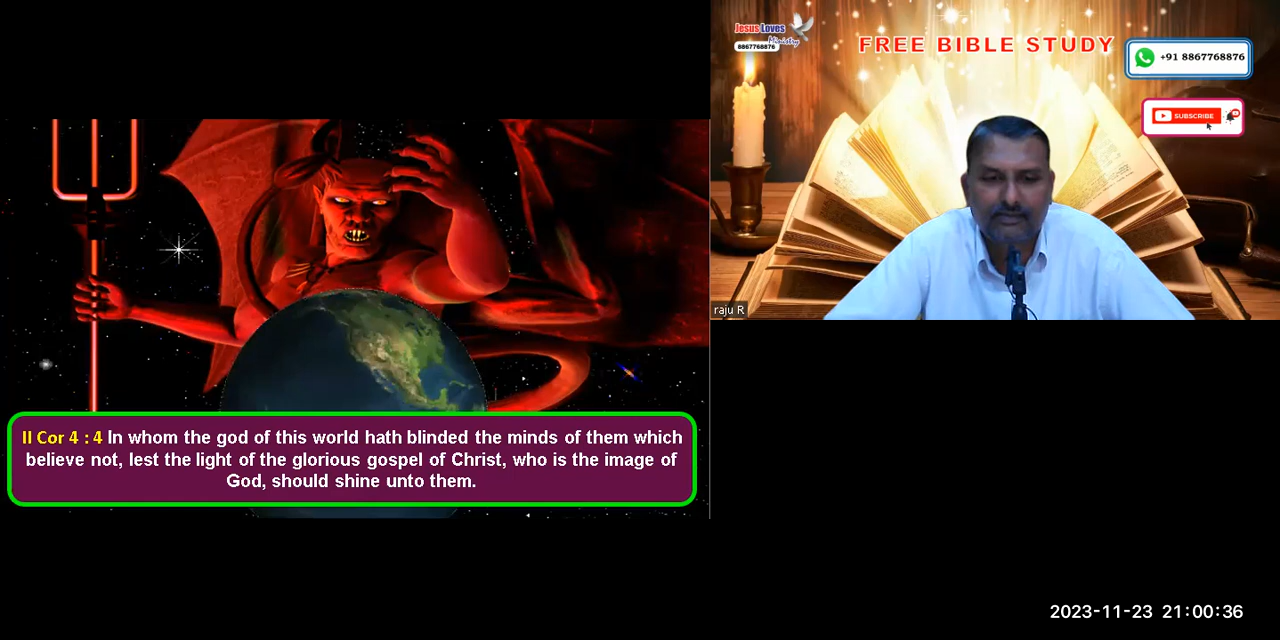 II Cor 4 : 4 In whom the god of this world hath blinded the minds of them which
believe not, lest the light of the glorious gospel of Christ, who is the image of
God, should shine unto them.
Jesus Loves
Ministry
8867768876
FREE BIBLE STUDY
+91 8867768876
SUBSCRIBE
raju R
2023-11-23 21:00:36